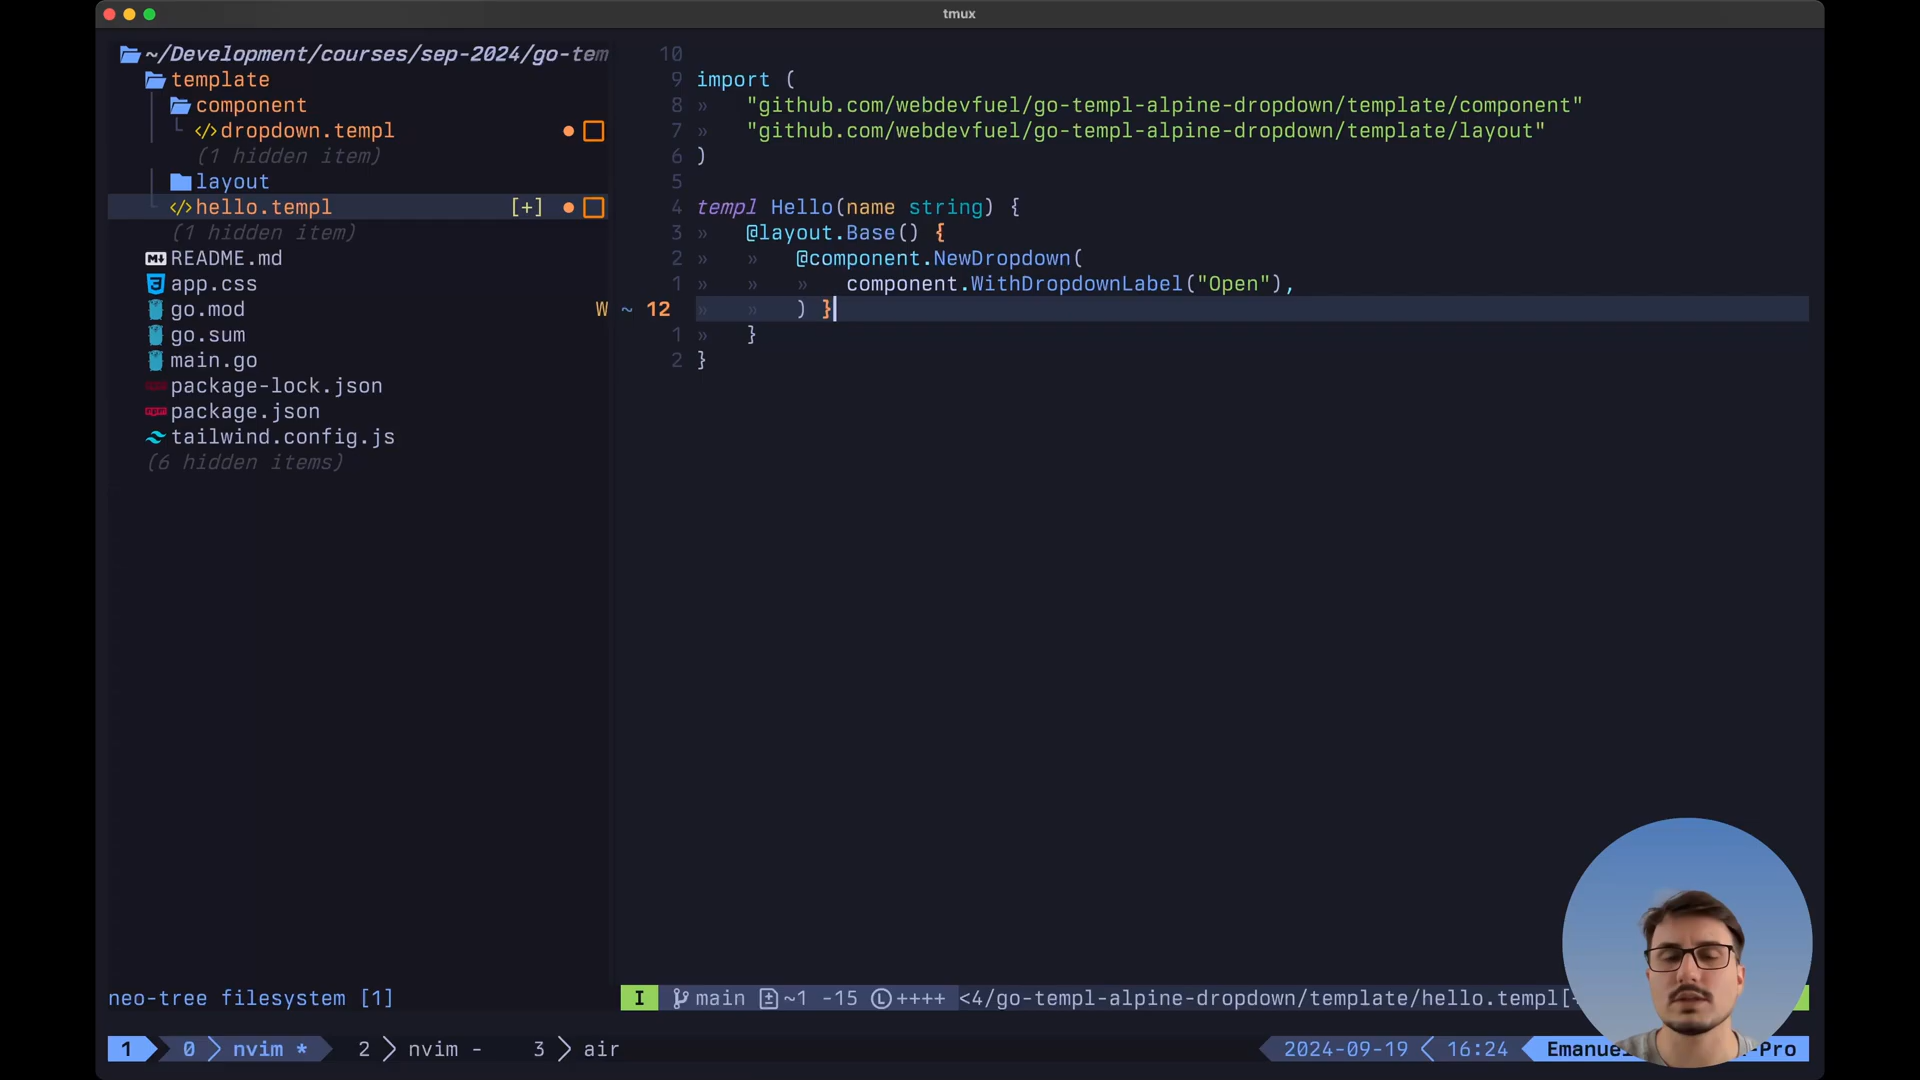 tmux
~/Development/courses/sep-2024/go-tem
template
component
</>dropdown.templ
(1 hidden item)
layout
</>hello.templ [+]
(1 hidden item)
README.md
app.css
go.mod
go.sum
main.go
package-lock.json
package.json
tailwind.config.js
(6 hidden items)
neo-tree filesystem [1]
10
9 import (
8 » "github.com/webdevfuel/go-templ-alpine-dropdown/template/component"
7 » "github.com/webdevfuel/go-templ-alpine-dropdown/template/layout"
6 )
5
4 templ Hello(name string) {
3 » @layout.Base() {
2 » » @component.NewDropdown(
1 » » » component.WithDropdownLabel("Open"),
W ~ 12 » » ) }
1 » }
2 }
I main ~1 -15 ++++ <4/go-templ-alpine-dropdown/template/hello.templ[
1 0 nvim * 2 nvim - 3 air 2024-09-19 16:24 -Pro